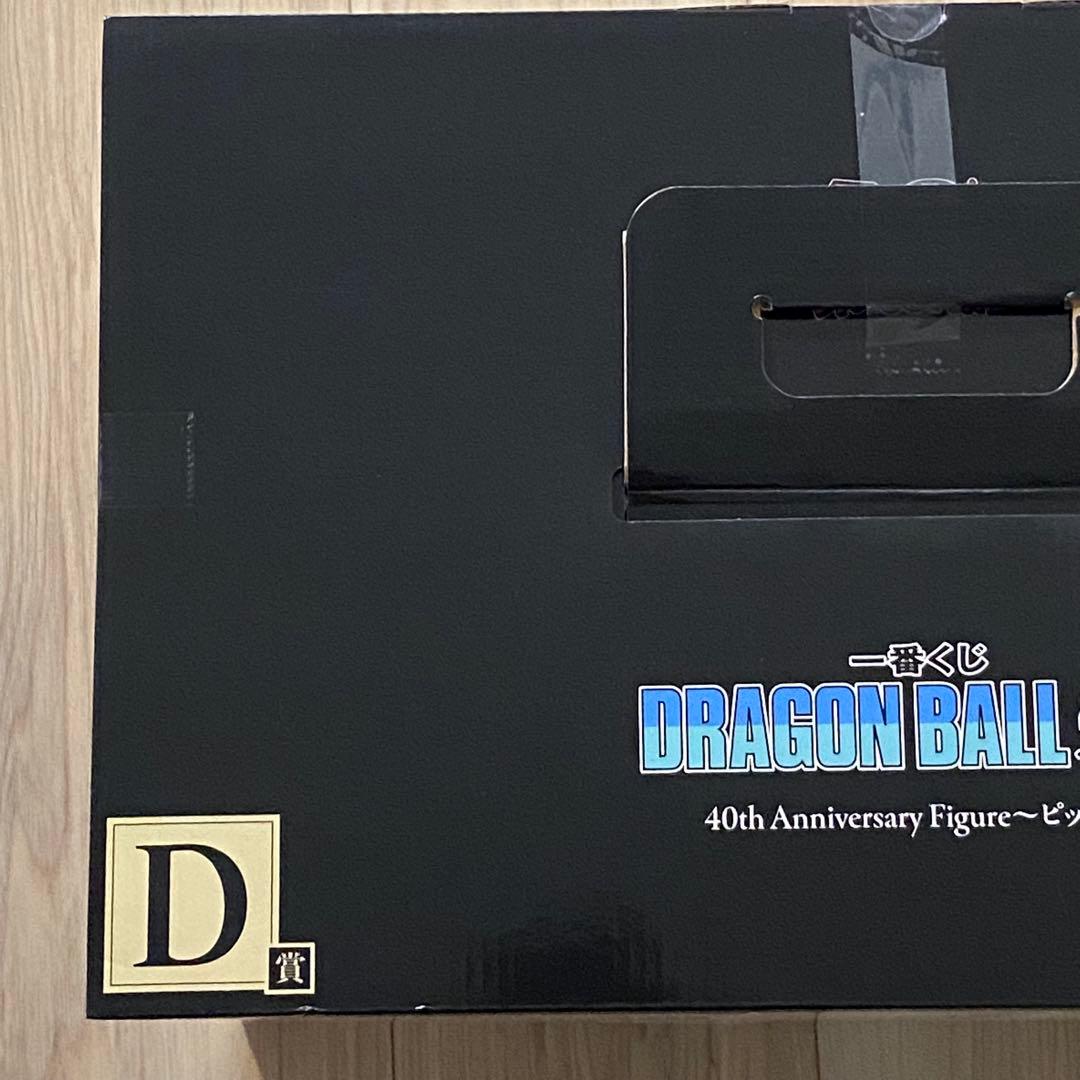 一番くじ
DRAGON BALL
40th Anniversary Figure～ピッ
D
賞